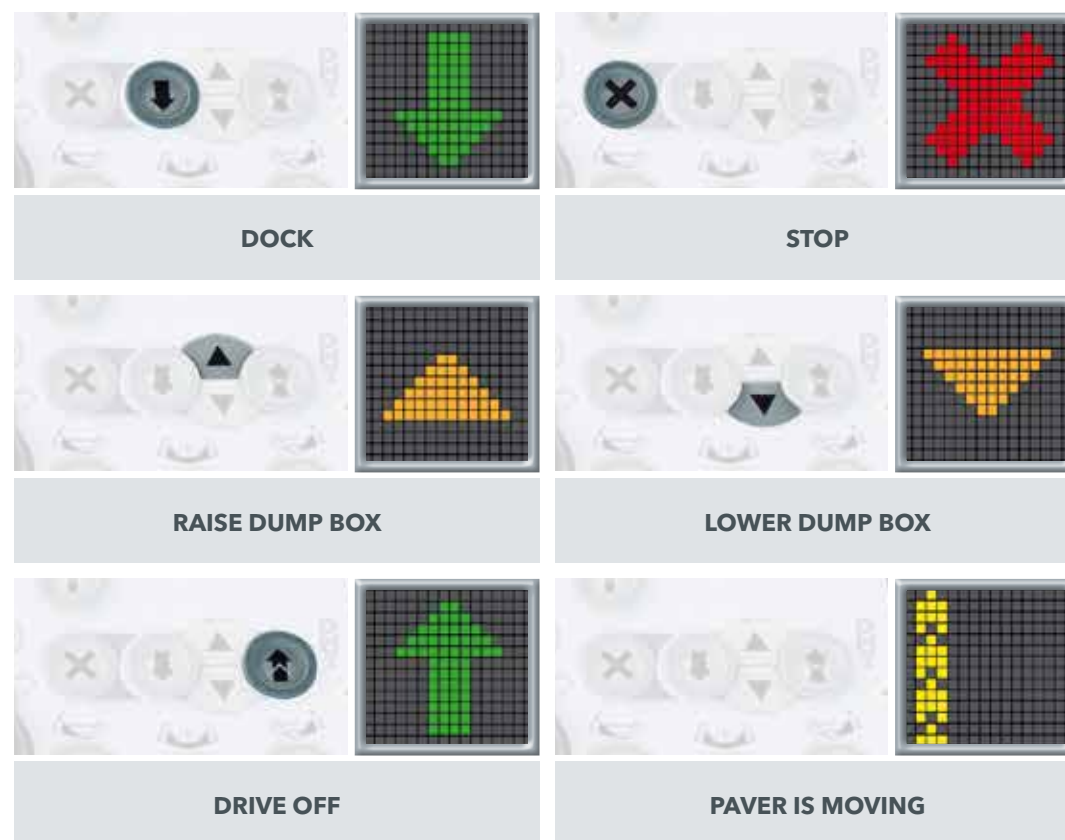 DOCK
STOP
RAISE DUMP BOX
LOWER DUMP BOX
DRIVE OFF
PAVER IS MOVING